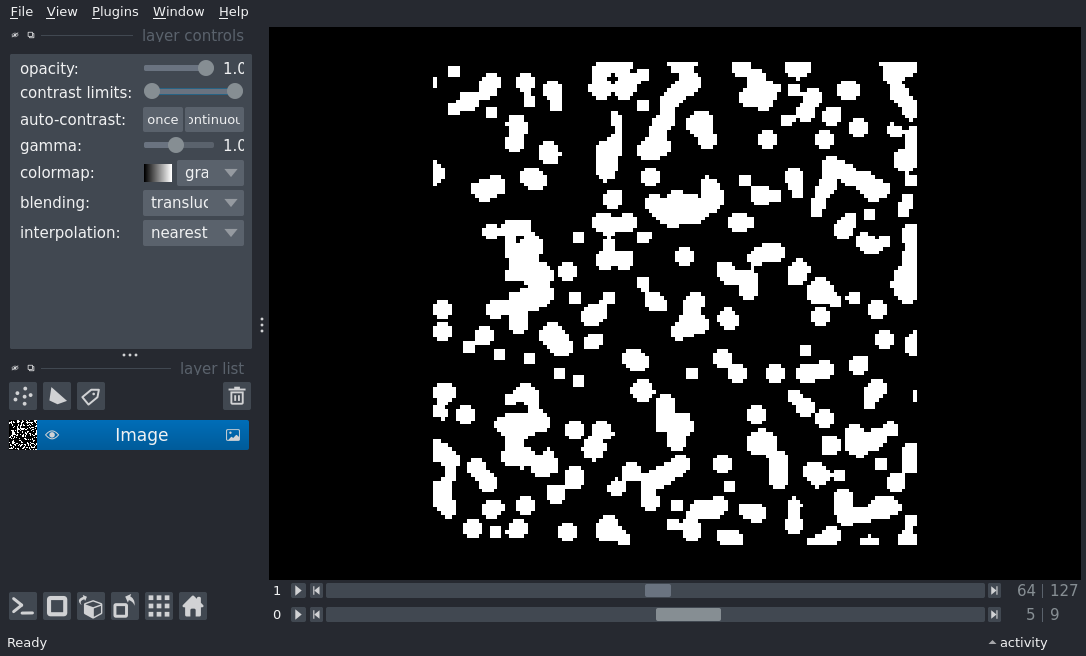 File View Plugins Window Help
layer controls
opacity: 1.0
contrast limits:
auto-contrast: once ontinuou
gamma: 1.0
colormap: gra
blending: transluc
interpolation: nearest
layer list
Image
1 64 | 127
0 5 | 9
Ready activity